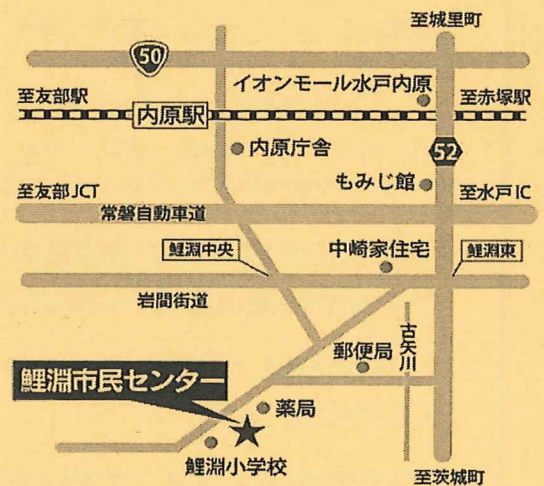 至城里町
50
イオンモール水戸内原
至友部駅
至赤塚駅
内原駅
内原庁舎
52
もみじ館
至友部JCT
至水戸IC
常磐自動車道
鯉淵中央
中崎家住宅
鯉淵東
岩間街道
古矢川
郵便局
鯉淵市民センター
薬局
鯉淵小学校
至茨城町